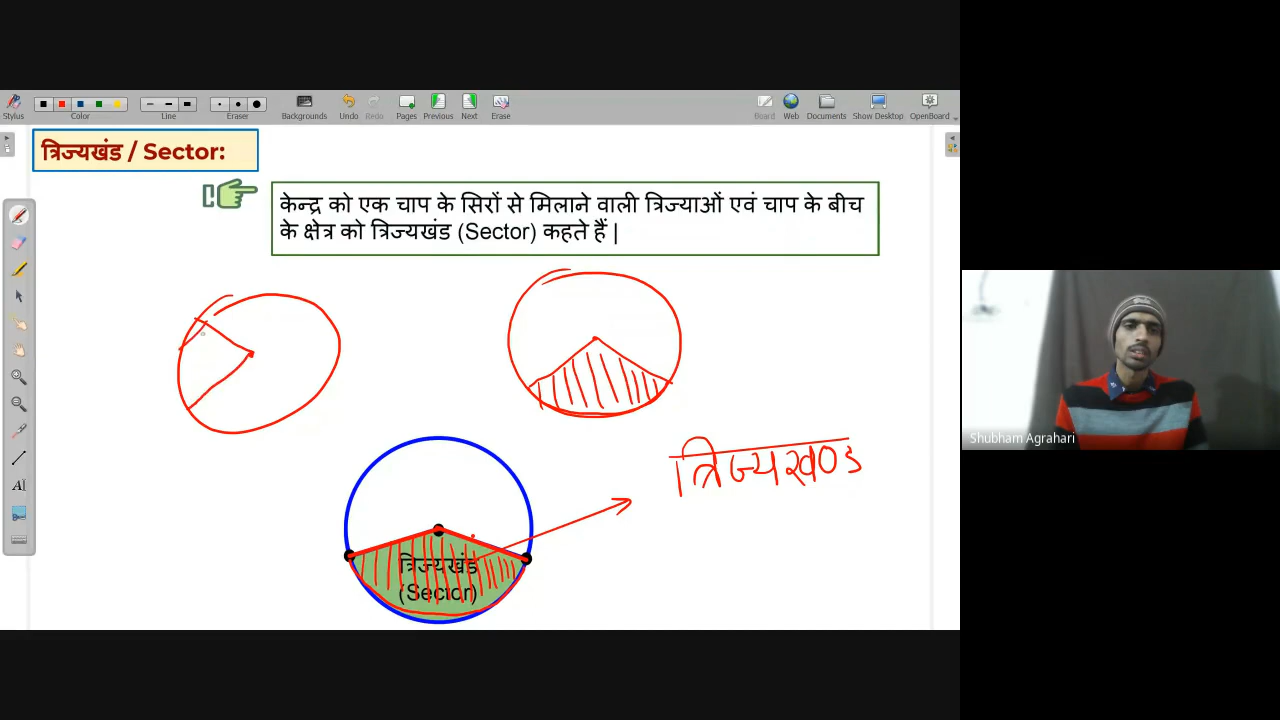 Stylus
Color
Line
Eraser
Backgrounds
Undo
Redo
Pages
Previous
Next
Erase
Board
Web
Documents
Show Desktop
OpenBoard
त्रिज्यखंड / Sector:
केन्द्र को एक चाप के सिरों से मिलाने वाली त्रिज्याओं एवं चाप के बीच
के क्षेत्र को त्रिज्यखंड (Sector) कहते हैं |
त्रिज्यखण्ड
त्रिज्यखंड
(Sector)
Shubham Agrahari